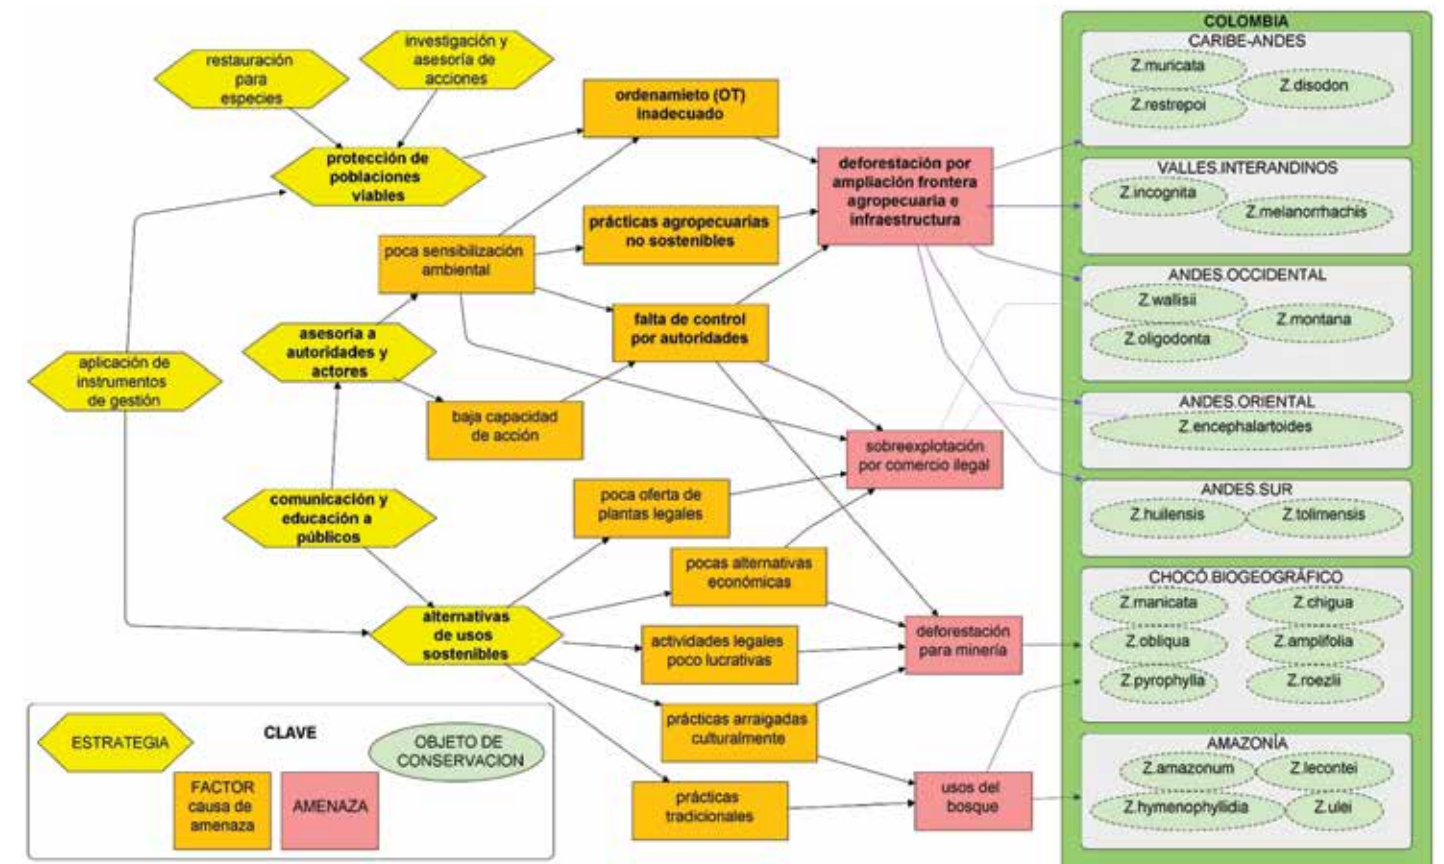 restauración
para
especies
investigación y
asesoría de
acciones
protección de
poblaciones
viables
aplicación de
instrumentos
de gestión
asesoría a
autoridades y
actores
comunicación y
educación a
públicos
alternativas
de usos
sostenibles
ordenamieto (OT)
Inadecuado
prácticas agropecuarias
no sostenibles
poca sensibilización
ambiental
falta de control
por autoridades
baja capacidad
de acción
poca oferta de
plantas legales
pocas alternativas
económicas
actividades legales
poco lucrativas
prácticas arraigadas
culturalmente
prácticas
tradicionales
deforestación por
ampliación frontera
agropecuaria e
infraestructura
sobreexplotación
por comercio ilegal
deforestación
para minería
usos del
bosque
COLOMBIA
CARIBE-ANDES
Z.muricata
Z.disodon
Z.restrepoi
VALLES.INTERANDINOS
Z.incognita
Z.melanorrhachis
ANDES.OCCIDENTAL
Z.wallisii
Z.montana
Z.oligodonta
ANDES.ORIENTAL
Z.encephalartoides
ANDES.SUR
Z.huilensis
Z.tolimensis
CHOCÓ.BIOGEOGRÁFICO
Z.manicata
Z.chigua
Z.obliqua
Z.amplifolia
Z.pyrophylla
Z.roezlii
AMAZONÍA
Z.amazonum
Z.lecontei
Z.hymenophyllidia
Z.ulei
CLAVE
ESTRATEGIA
OBJETO DE
CONSERVACION
FACTOR
causa de
amenaza
AMENAZA